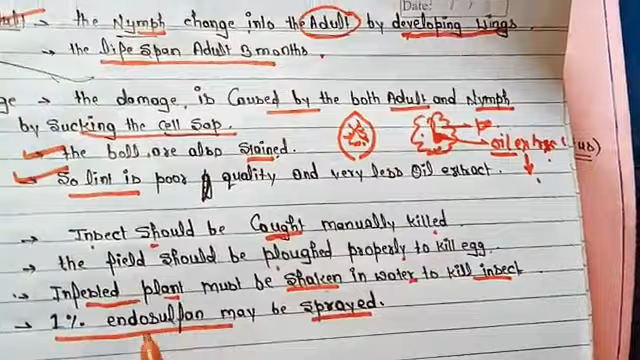 Date:
→ the Nymph change into the Adult by developing wings
→ the life span Adult 3 months.
→ the damage is Caused by the both Adult and Nymph
by Sucking the Cell Sap
the boll are also Stained.
oil extract
So lint is poor quality and very less Oil extract.
→ Insect Should be Caught manually killed
→ the field should be ploughed properly to kill egg
→ Infested plant must be shaken in water to kill insect
→ 1% endosulfan may be sprayed.